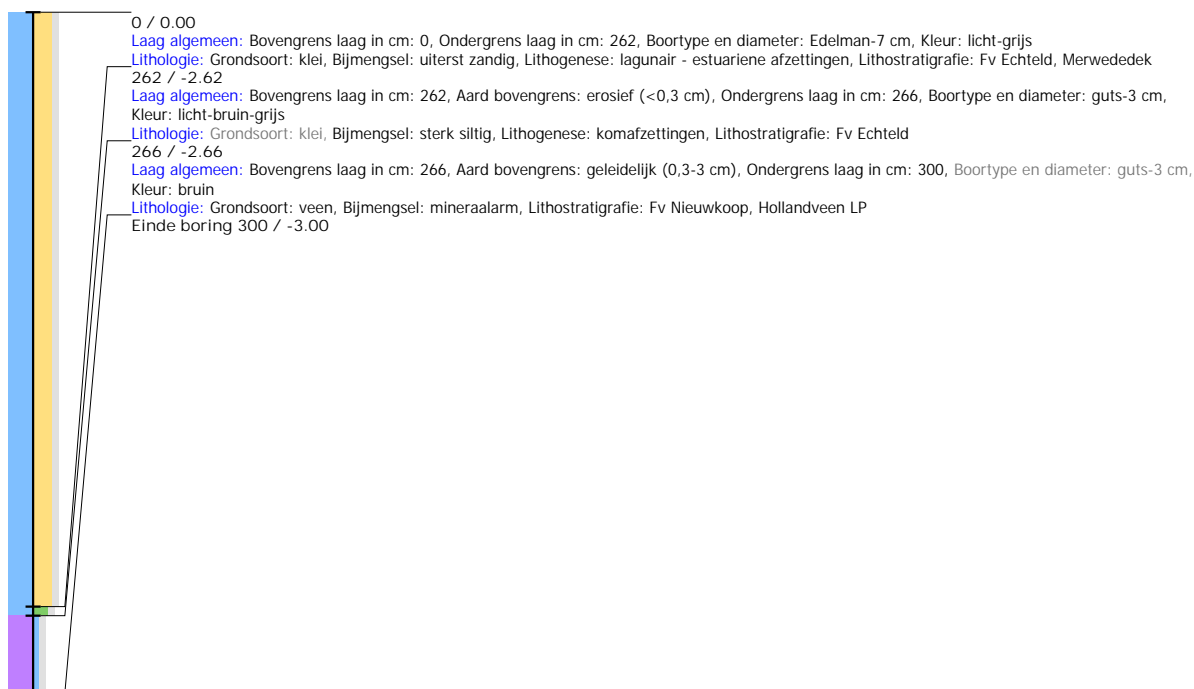 0 / 0.00
Laag algemeen: Bovengrens laag in cm: 0, Ondergrens laag in cm: 262, Boortype en diameter: Edelman-7 cm, Kleur: licht-grijs
Lithologie: Grondsoort: klei, Bijmengsel: uiterst zandig, Lithogenese: lagunair - estuariene afzettingen, Lithostratigrafie: Fv Echteld, Merwededek
262 / -2.62
Laag algemeen: Bovengrens laag in cm: 262, Aard bovengrens: erosief (<0,3 cm), Ondergrens laag in cm: 266, Boortype en diameter: guts-3 cm,
Kleur: licht-bruin-grijs
Lithologie: Grondsoort: klei, Bijmengsel: sterk siltig, Lithogenese: komafzettingen, Lithostratigrafie: Fv Echteld
266 / -2.66
Laag algemeen: Bovengrens laag in cm: 266, Aard bovengrens: geleidelijk (0,3-3 cm), Ondergrens laag in cm: 300, Boortype en diameter: guts-3 cm,
Kleur: bruin
Lithologie: Grondsoort: veen, Bijmengsel: mineraalarm, Lithostratigrafie: Fv Nieuwkoop, Hollandveen LP
Einde boring 300 / -3.00